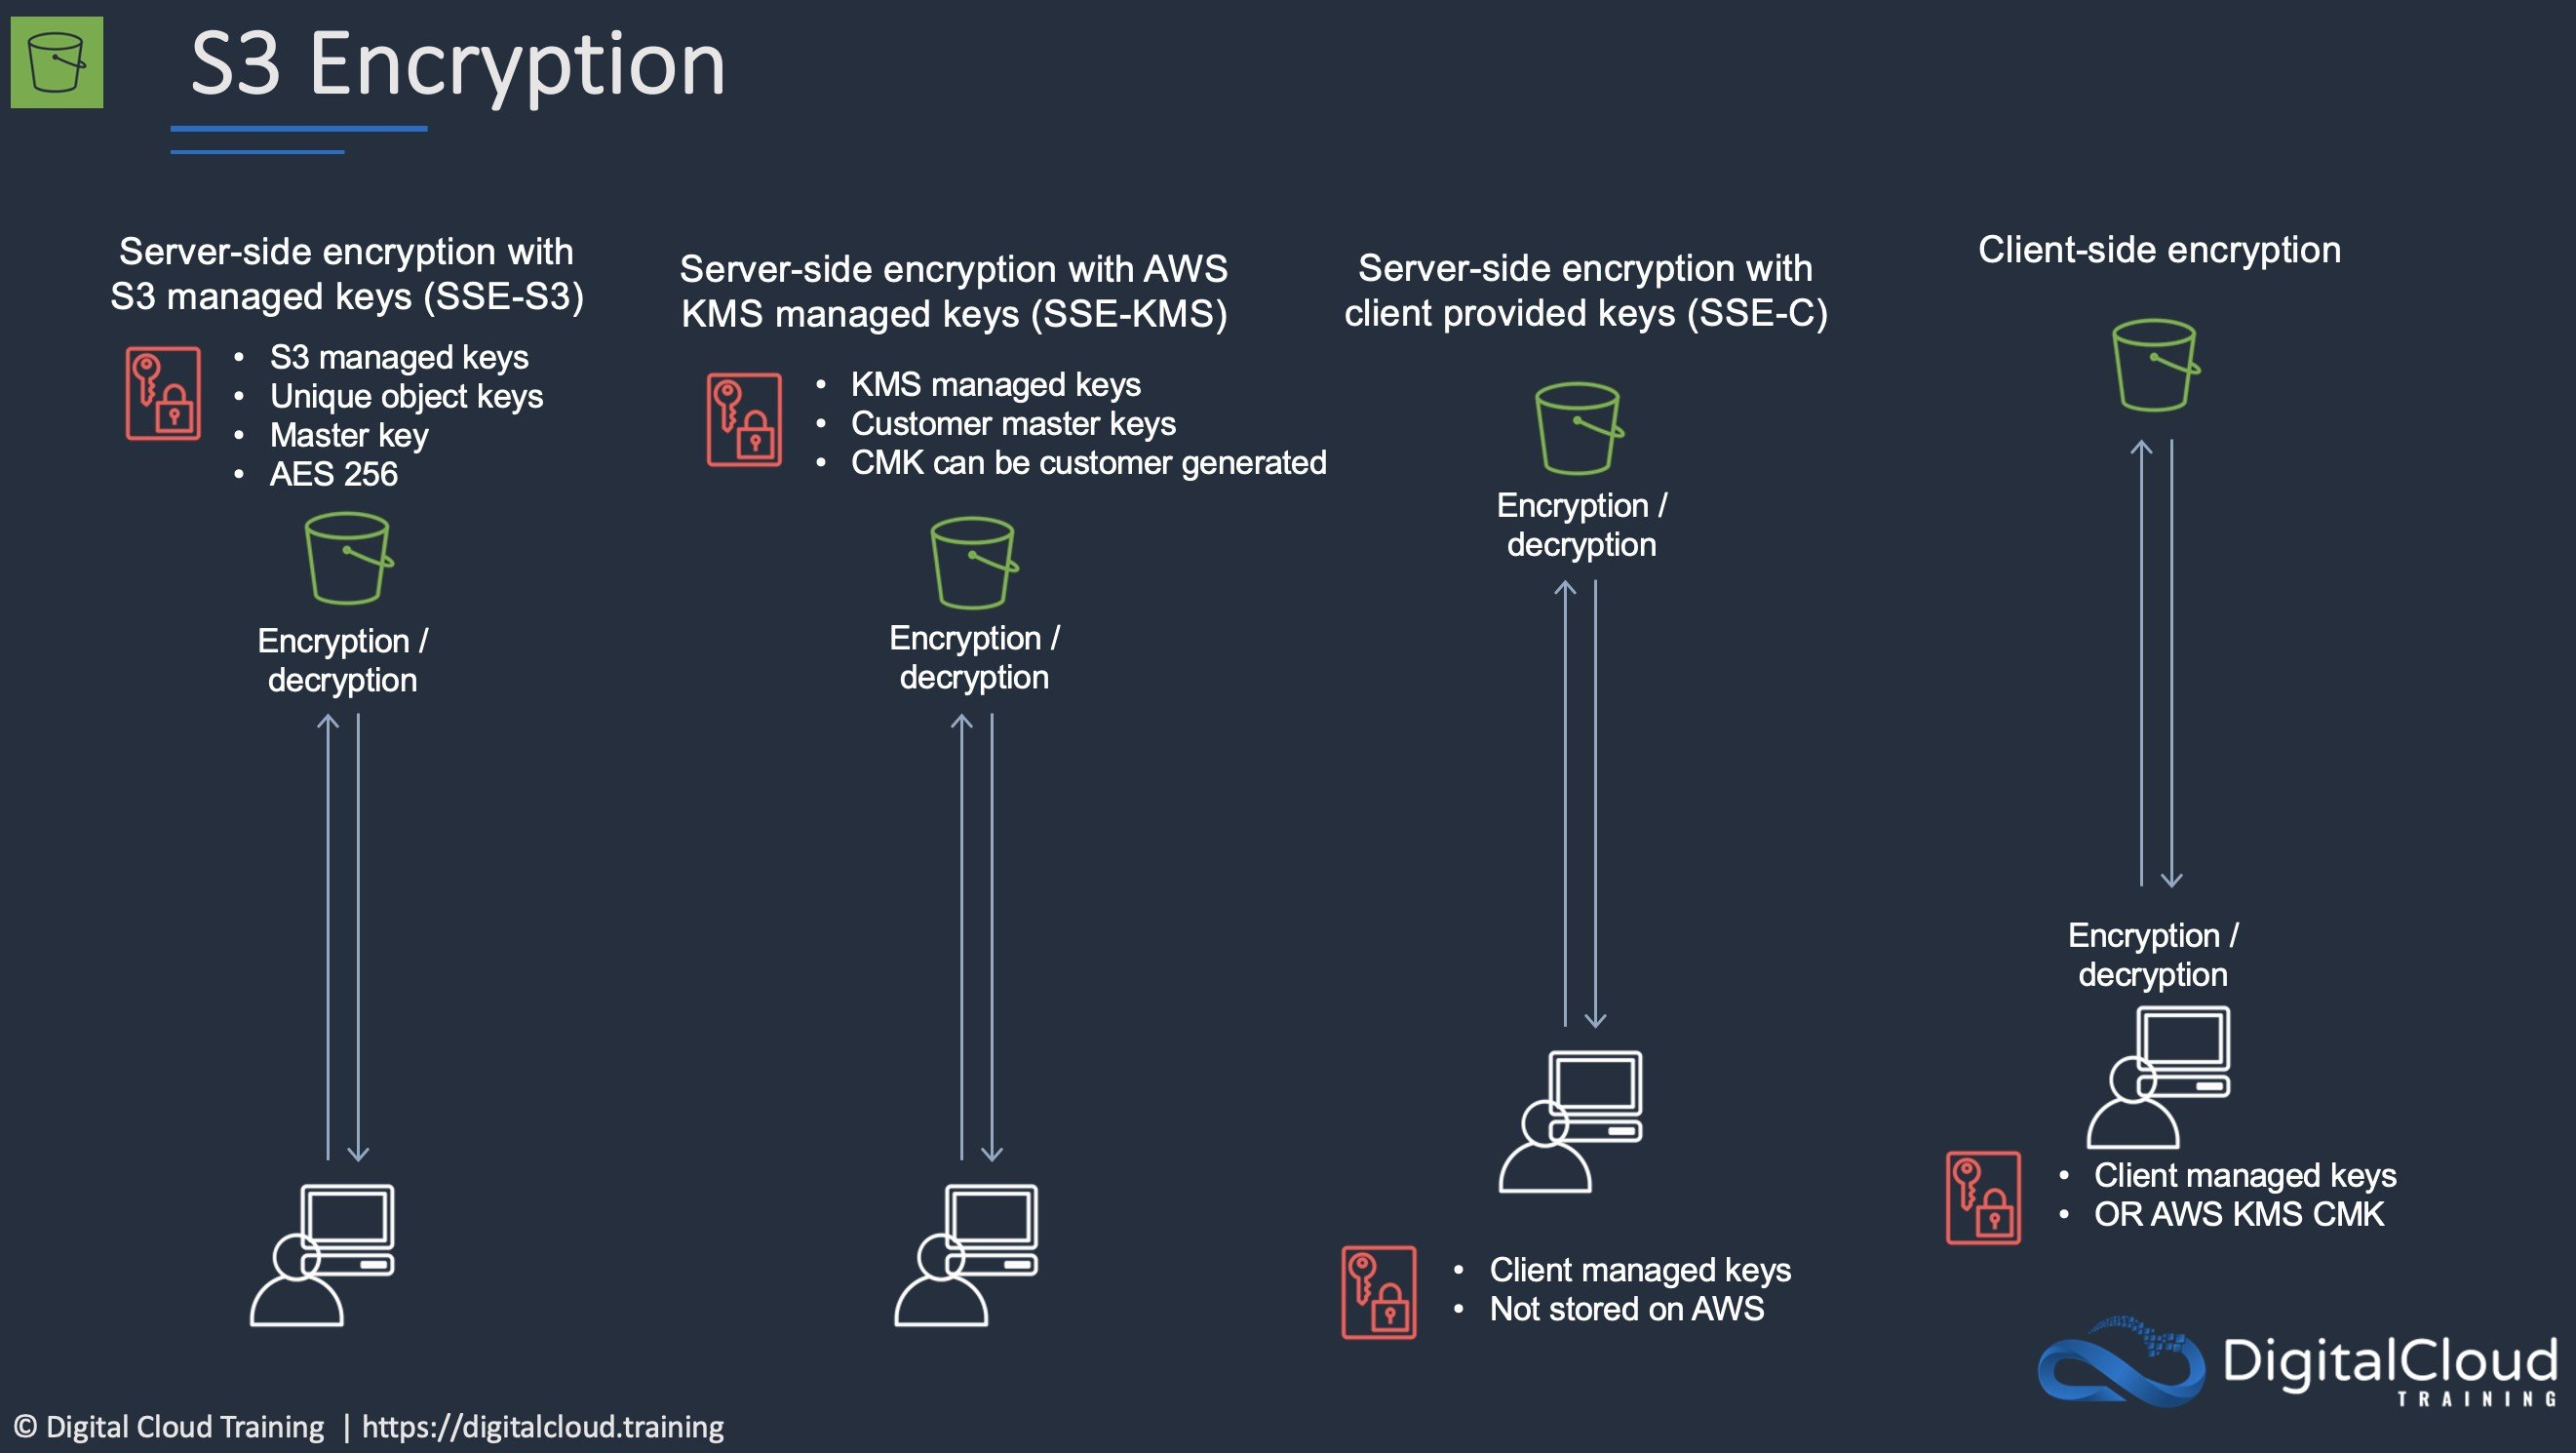 S3 Encryption
Server-side encryption with
S3 managed keys (SSE-S3)
• S3 managed keys
• Unique object keys
• Master key
• AES 256
Encryption /
decryption
Server-side encryption with AWS
KMS managed keys (SSE-KMS)
• KMS managed keys
• Customer master keys
• CMK can be customer generated
Encryption /
decryption
Server-side encryption with
client provided keys (SSE-C)
Encryption /
decryption
• Client managed keys
• Not stored on AWS
Client-side encryption
Encryption /
decryption
• Client managed keys
• OR AWS KMS CMK
DigitalCloud
TRAINING
© Digital Cloud Training | https://digitalcloud.training